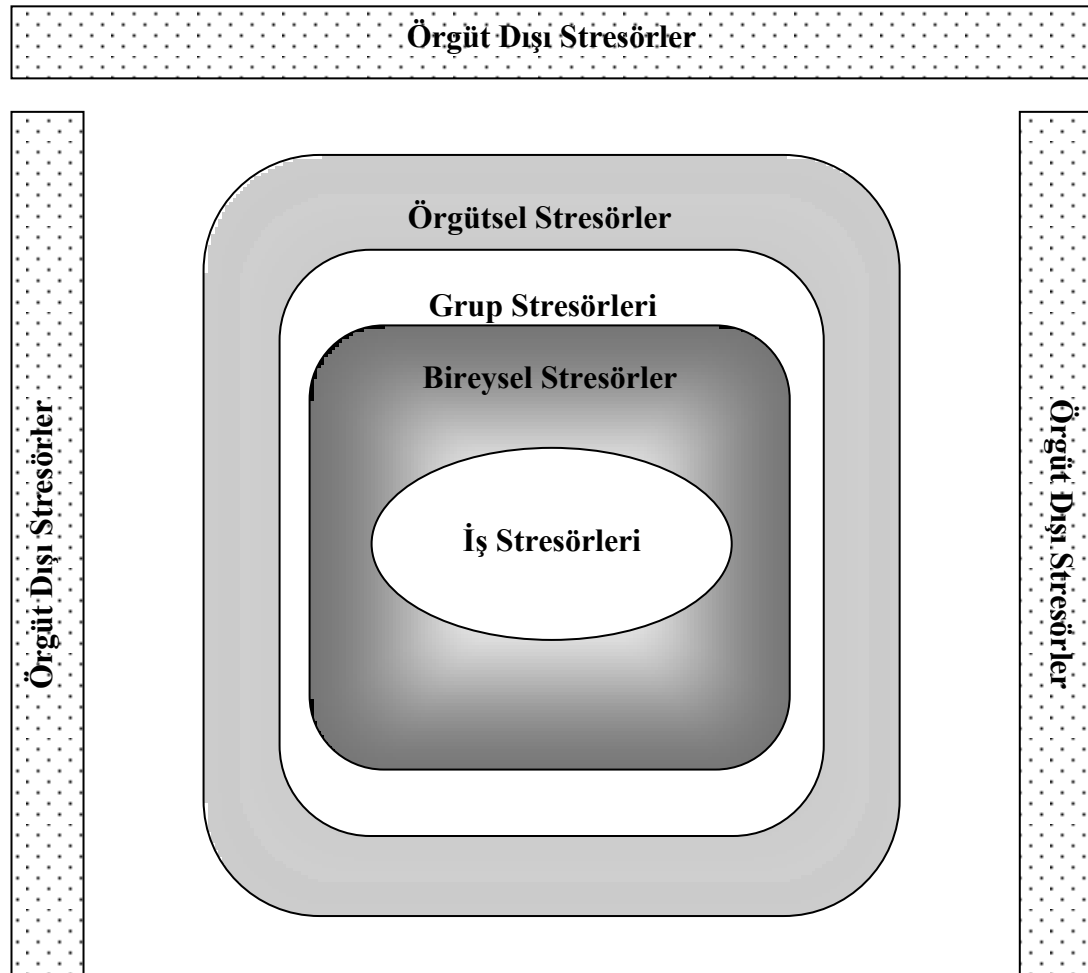 Örgüt Dışı Stresörler
Örgütsel Stresörler
Grup Stresörleri
Bireysel Stresörler
İş Stresörleri
Örgüt Dışı Stresörler
Örgüt Dışı Stresörler